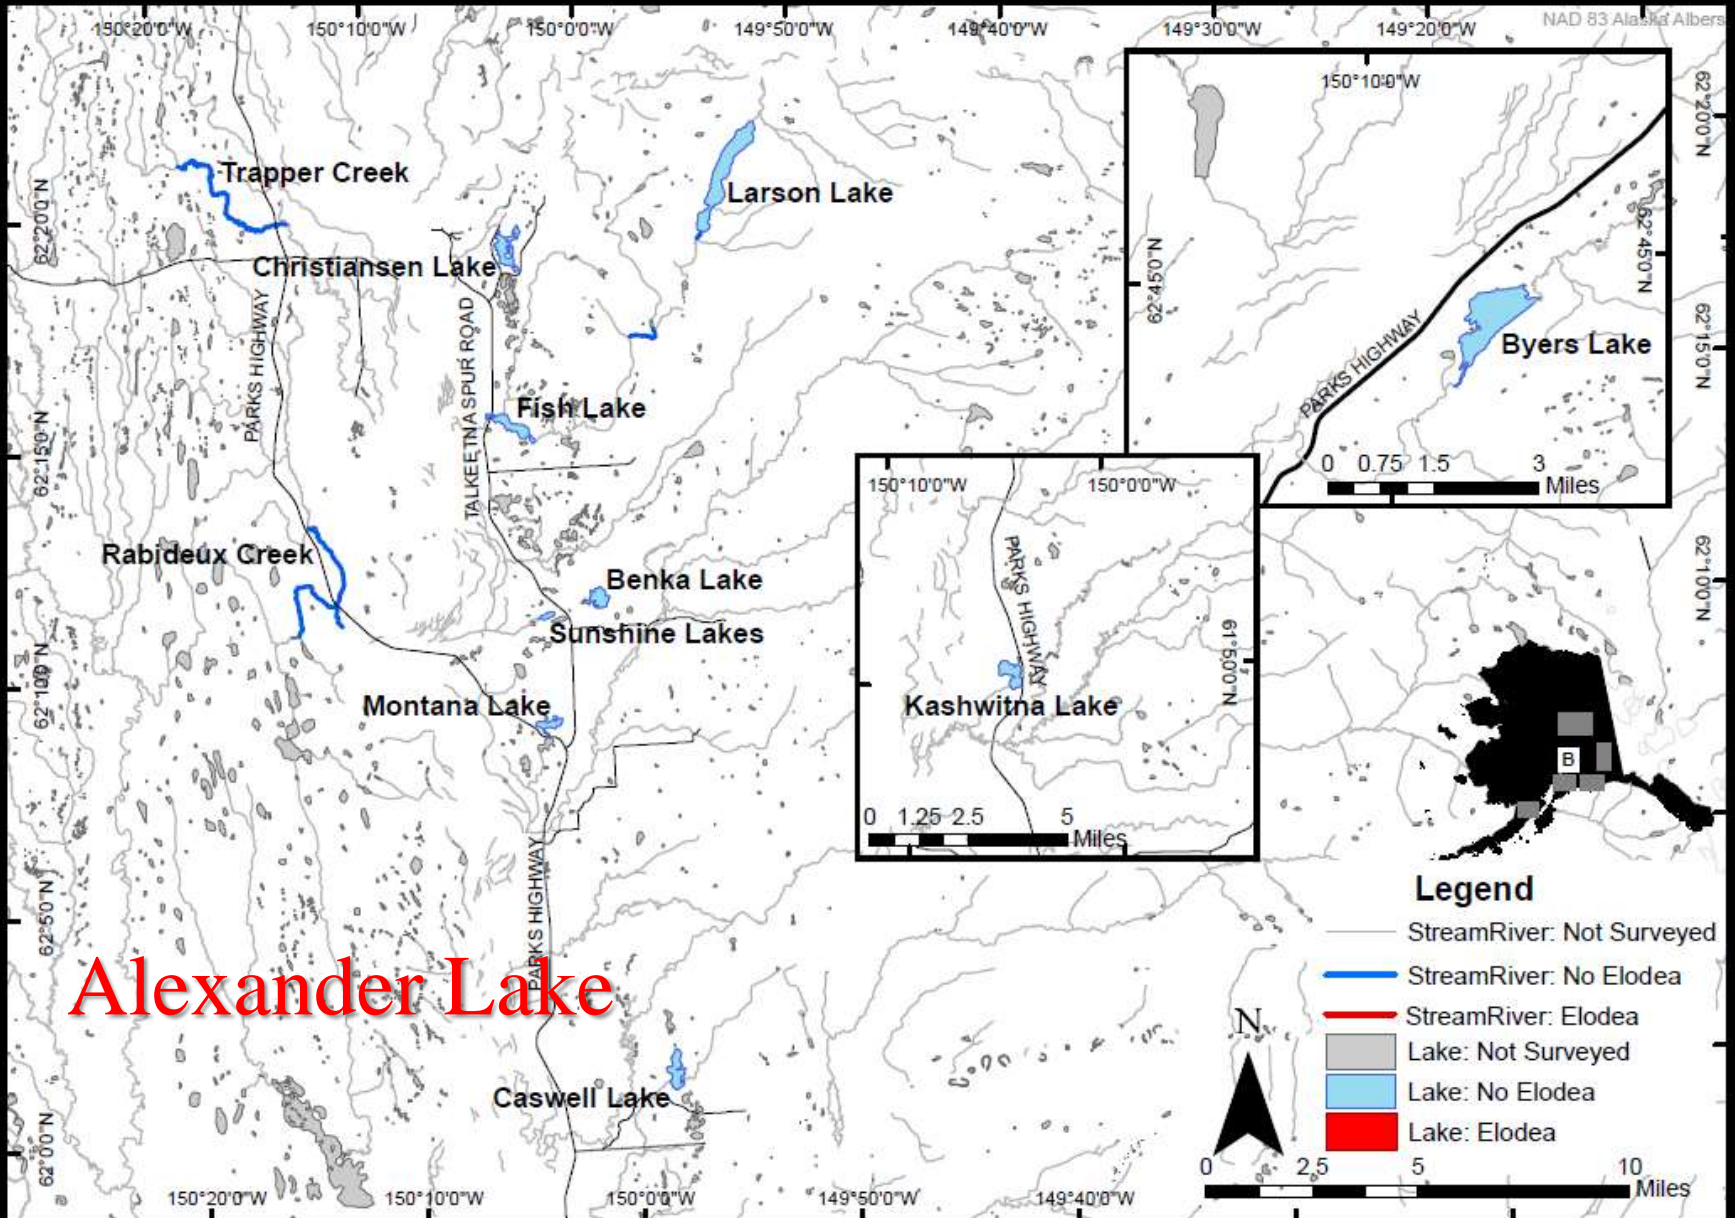 NAD 83 Alaska Albers
150°20'0"W
150°10'0"W
150°0'0"W
149°50'0"W
149°40'0"W
149°30'0"W
149°20'0"W
150°10'0"W
62°20'0"N
Trapper Creek
Larson Lake
62°20'0"N
62°45'0"N
62°45'0"N
Christiansen Lake
PARKS HIGHWAY
TALKEETNA SPUR ROAD
PARKS HIGHWAY
Byers Lake
62°15'0"N
Fish Lake
62°15'0"N
0 0.75 1.5 3
Miles
150°10'0"W
150°0'0"W
PARKS HIGHWAY
Rabideux Creek
Benka Lake
62°10'0"N
Sunshine Lakes
61°50'0"N
62°10'0"N
Montana Lake
Kashwitna Lake
B
0 1.25 2.5 5
Miles
PARKS HIGHWAY
Legend
62°5'0"N
StreamRiver: Not Surveyed
Alexander Lake
StreamRiver: No Elodea
StreamRiver: Elodea
N
Lake: Not Surveyed
Caswell Lake
Lake: No Elodea
Lake: Elodea
62°0'0"N
0 2.5 5 10
Miles
150°20'0"W
150°10'0"W
150°0'0"W
149°50'0"W
149°40'0"W